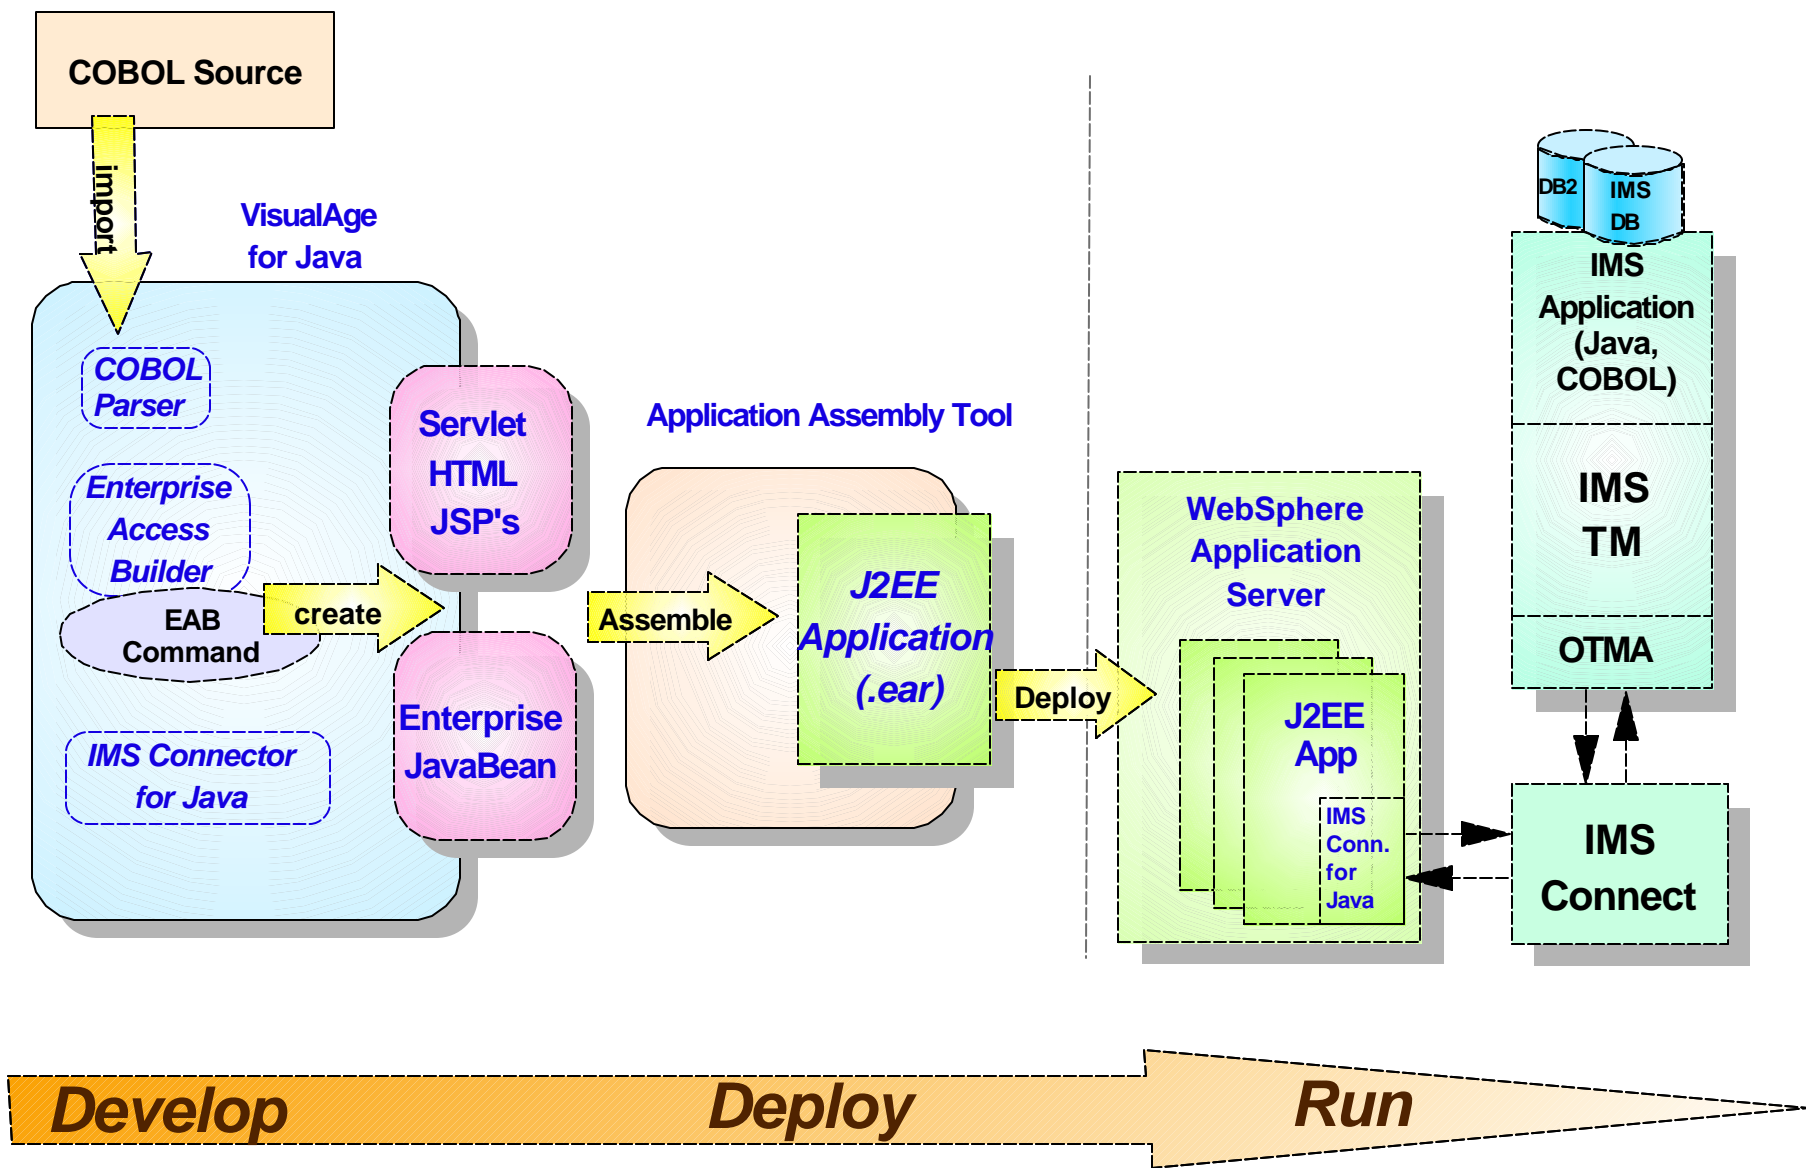 COBOL Source
import
VisualAge
for Java
COBOL
Parser
Enterprise
Access
Builder
EAB
Command
IMS Connector
for Java
create
Servlet
HTML
JSP's
Enterprise
JavaBean
Application Assembly Tool
Assemble
J2EE
Application
(.ear)
Deploy
WebSphere
Application
Server
J2EE
App
IMS
Conn.
for
Java
DB2
IMS
DB
IMS
Application
(Java,
COBOL)
IMS
TM
OTMA
IMS
Connect
Develop
Deploy
Run